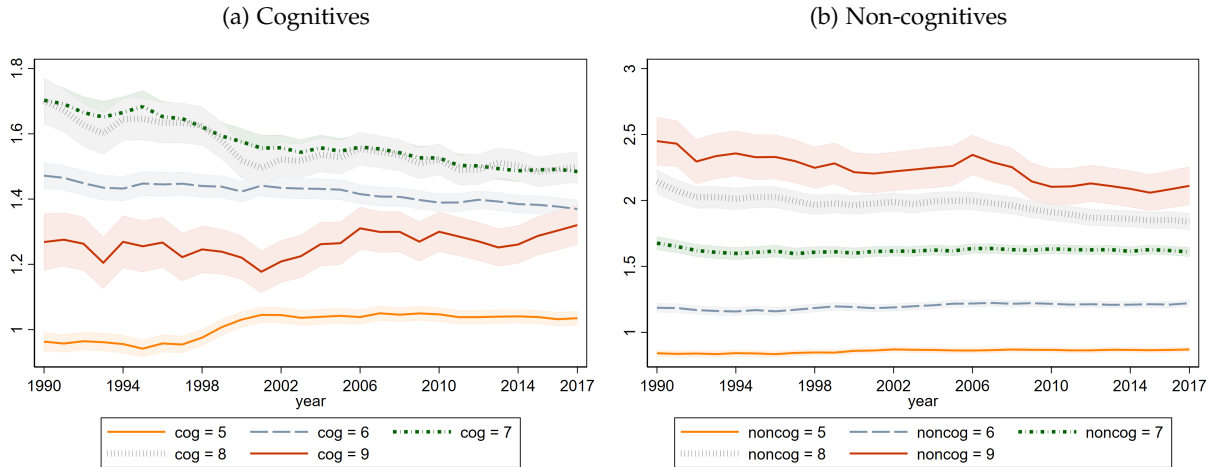 (a) Cognitives
1.8
1.6
1.4
1.2
1
1990 1994 1998 2002 2006 2010 2014 2017
year
cog = 5 cog = 6 cog = 7
cog = 8 cog = 9
(b) Non-cognitives
3
2.5
2
1.5
1
1990 1994 1998 2002 2006 2010 2014 2017
year
noncog = 5 noncog = 6 noncog = 7
noncog = 8 noncog = 9